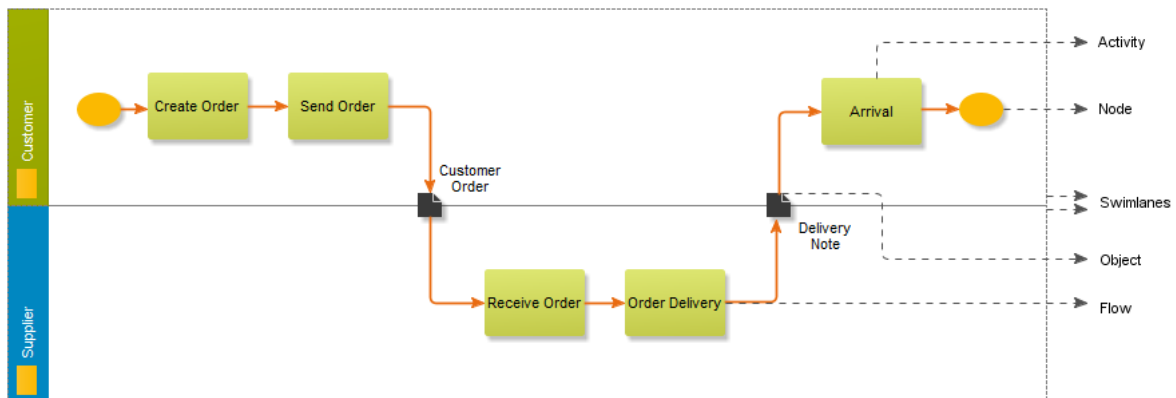 Customer
Create Order
Send Order
Customer
Order
Arrival
Activity
Node
Swimlanes
Supplier
Receive Order
Order Delivery
Delivery
Note
Object
Flow